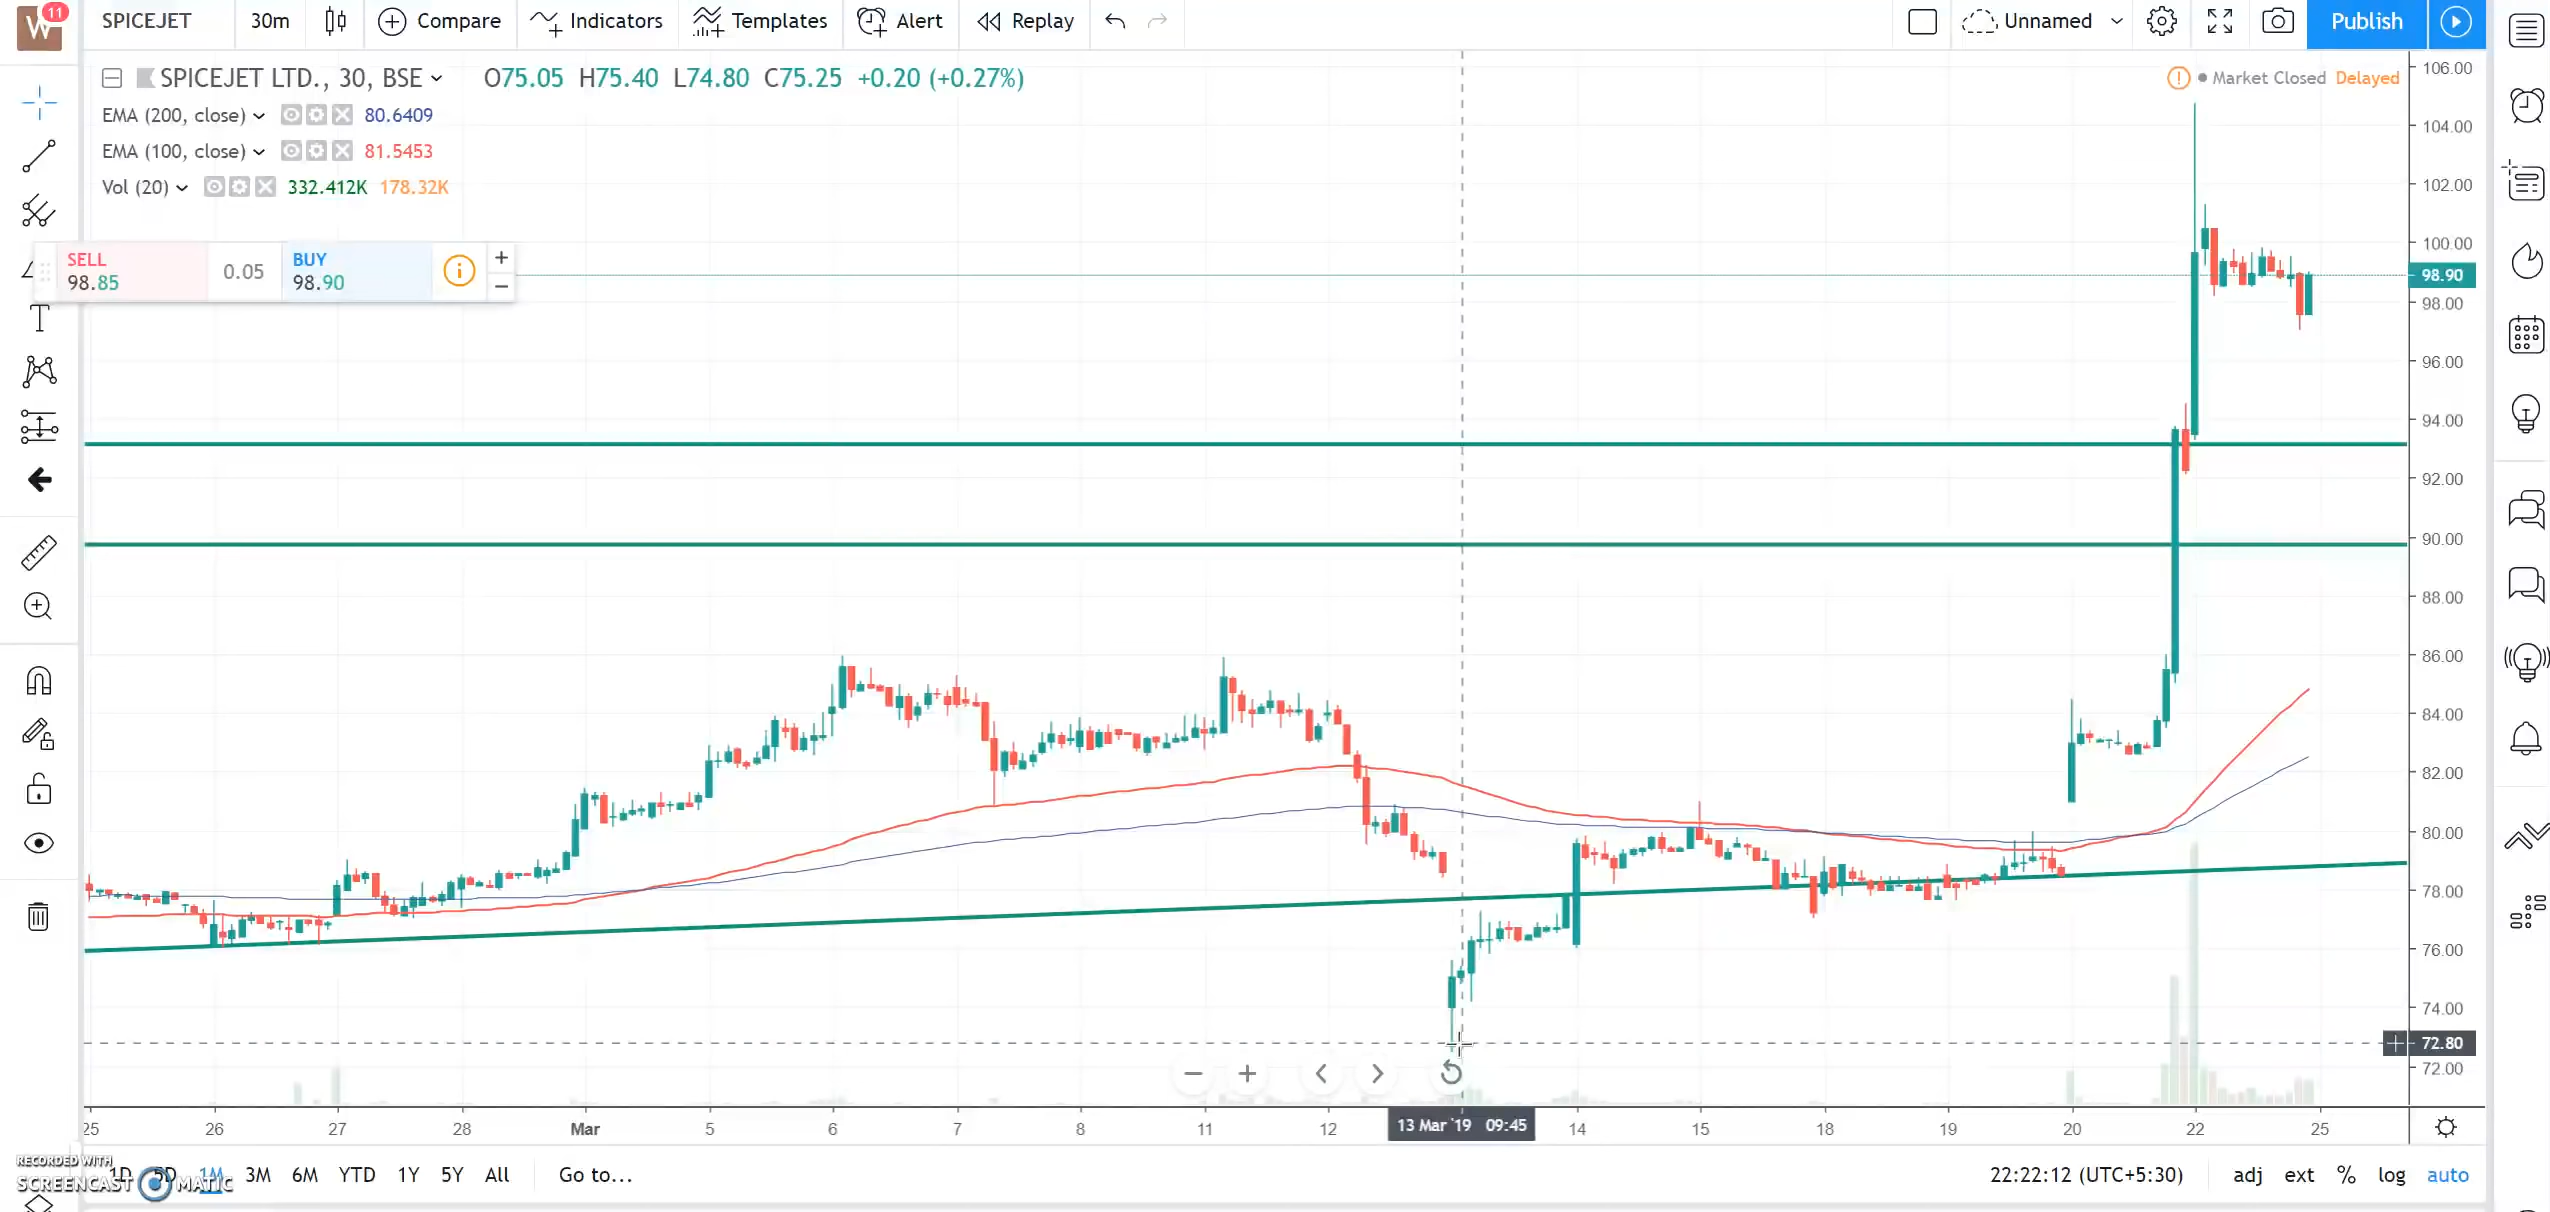 W 11
SPICEJET 30m Compare Indicators Templates Alert Replay Unnamed Publish
SPICEJET LTD., 30, BSE O75.05 H75.40 L74.80 C75.25 +0.20 (+0.27%)
Market Closed Delayed
EMA (200, close) 80.6409
EMA (100, close) 81.5453
Vol (20) 332.412K 178.32K
SELL
98.85
0.05
BUY
98.90
106.00
104.00
102.00
100.00
98.90
98.00
96.00
94.00
92.00
90.00
88.00
86.00
84.00
82.00
80.00
78.00
76.00
74.00
72.80
72.00
25 26 27 28 Mar 5 6 7 8 11 12 13 Mar '19 09:45 14 15 18 19 20 22 25
1D 5D 1M 3M 6M YTD 1Y 5Y All Go to... 22:22:12 (UTC+5:30) adj ext % log auto
RECORDED WITH
SCREENCAST MATIC